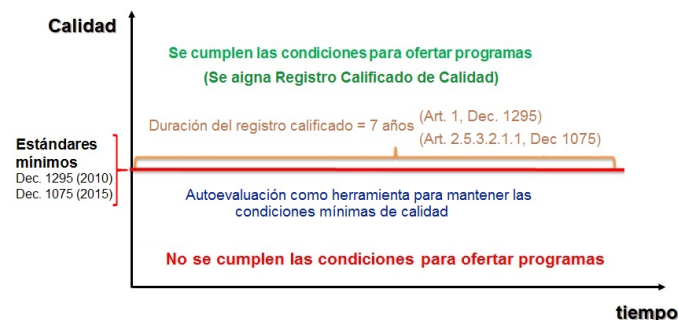 Calidad
Se cumplen las condiciones para ofertar programas
(Se aigna Registro Calificado de Calidad)
Duración del registro calificado = 7 años
(Art. 1, Dec. 1295)
(Art. 2.5.3.2.1.1, Dec 1075)
Estándares
mínimos
Dec. 1295 (2010)
Dec. 1075 (2015)
Autoevaluación como herramienta para mantener las
condiciones mínimas de calidad
No se cumplen las condiciones para ofertar programas
tiempo